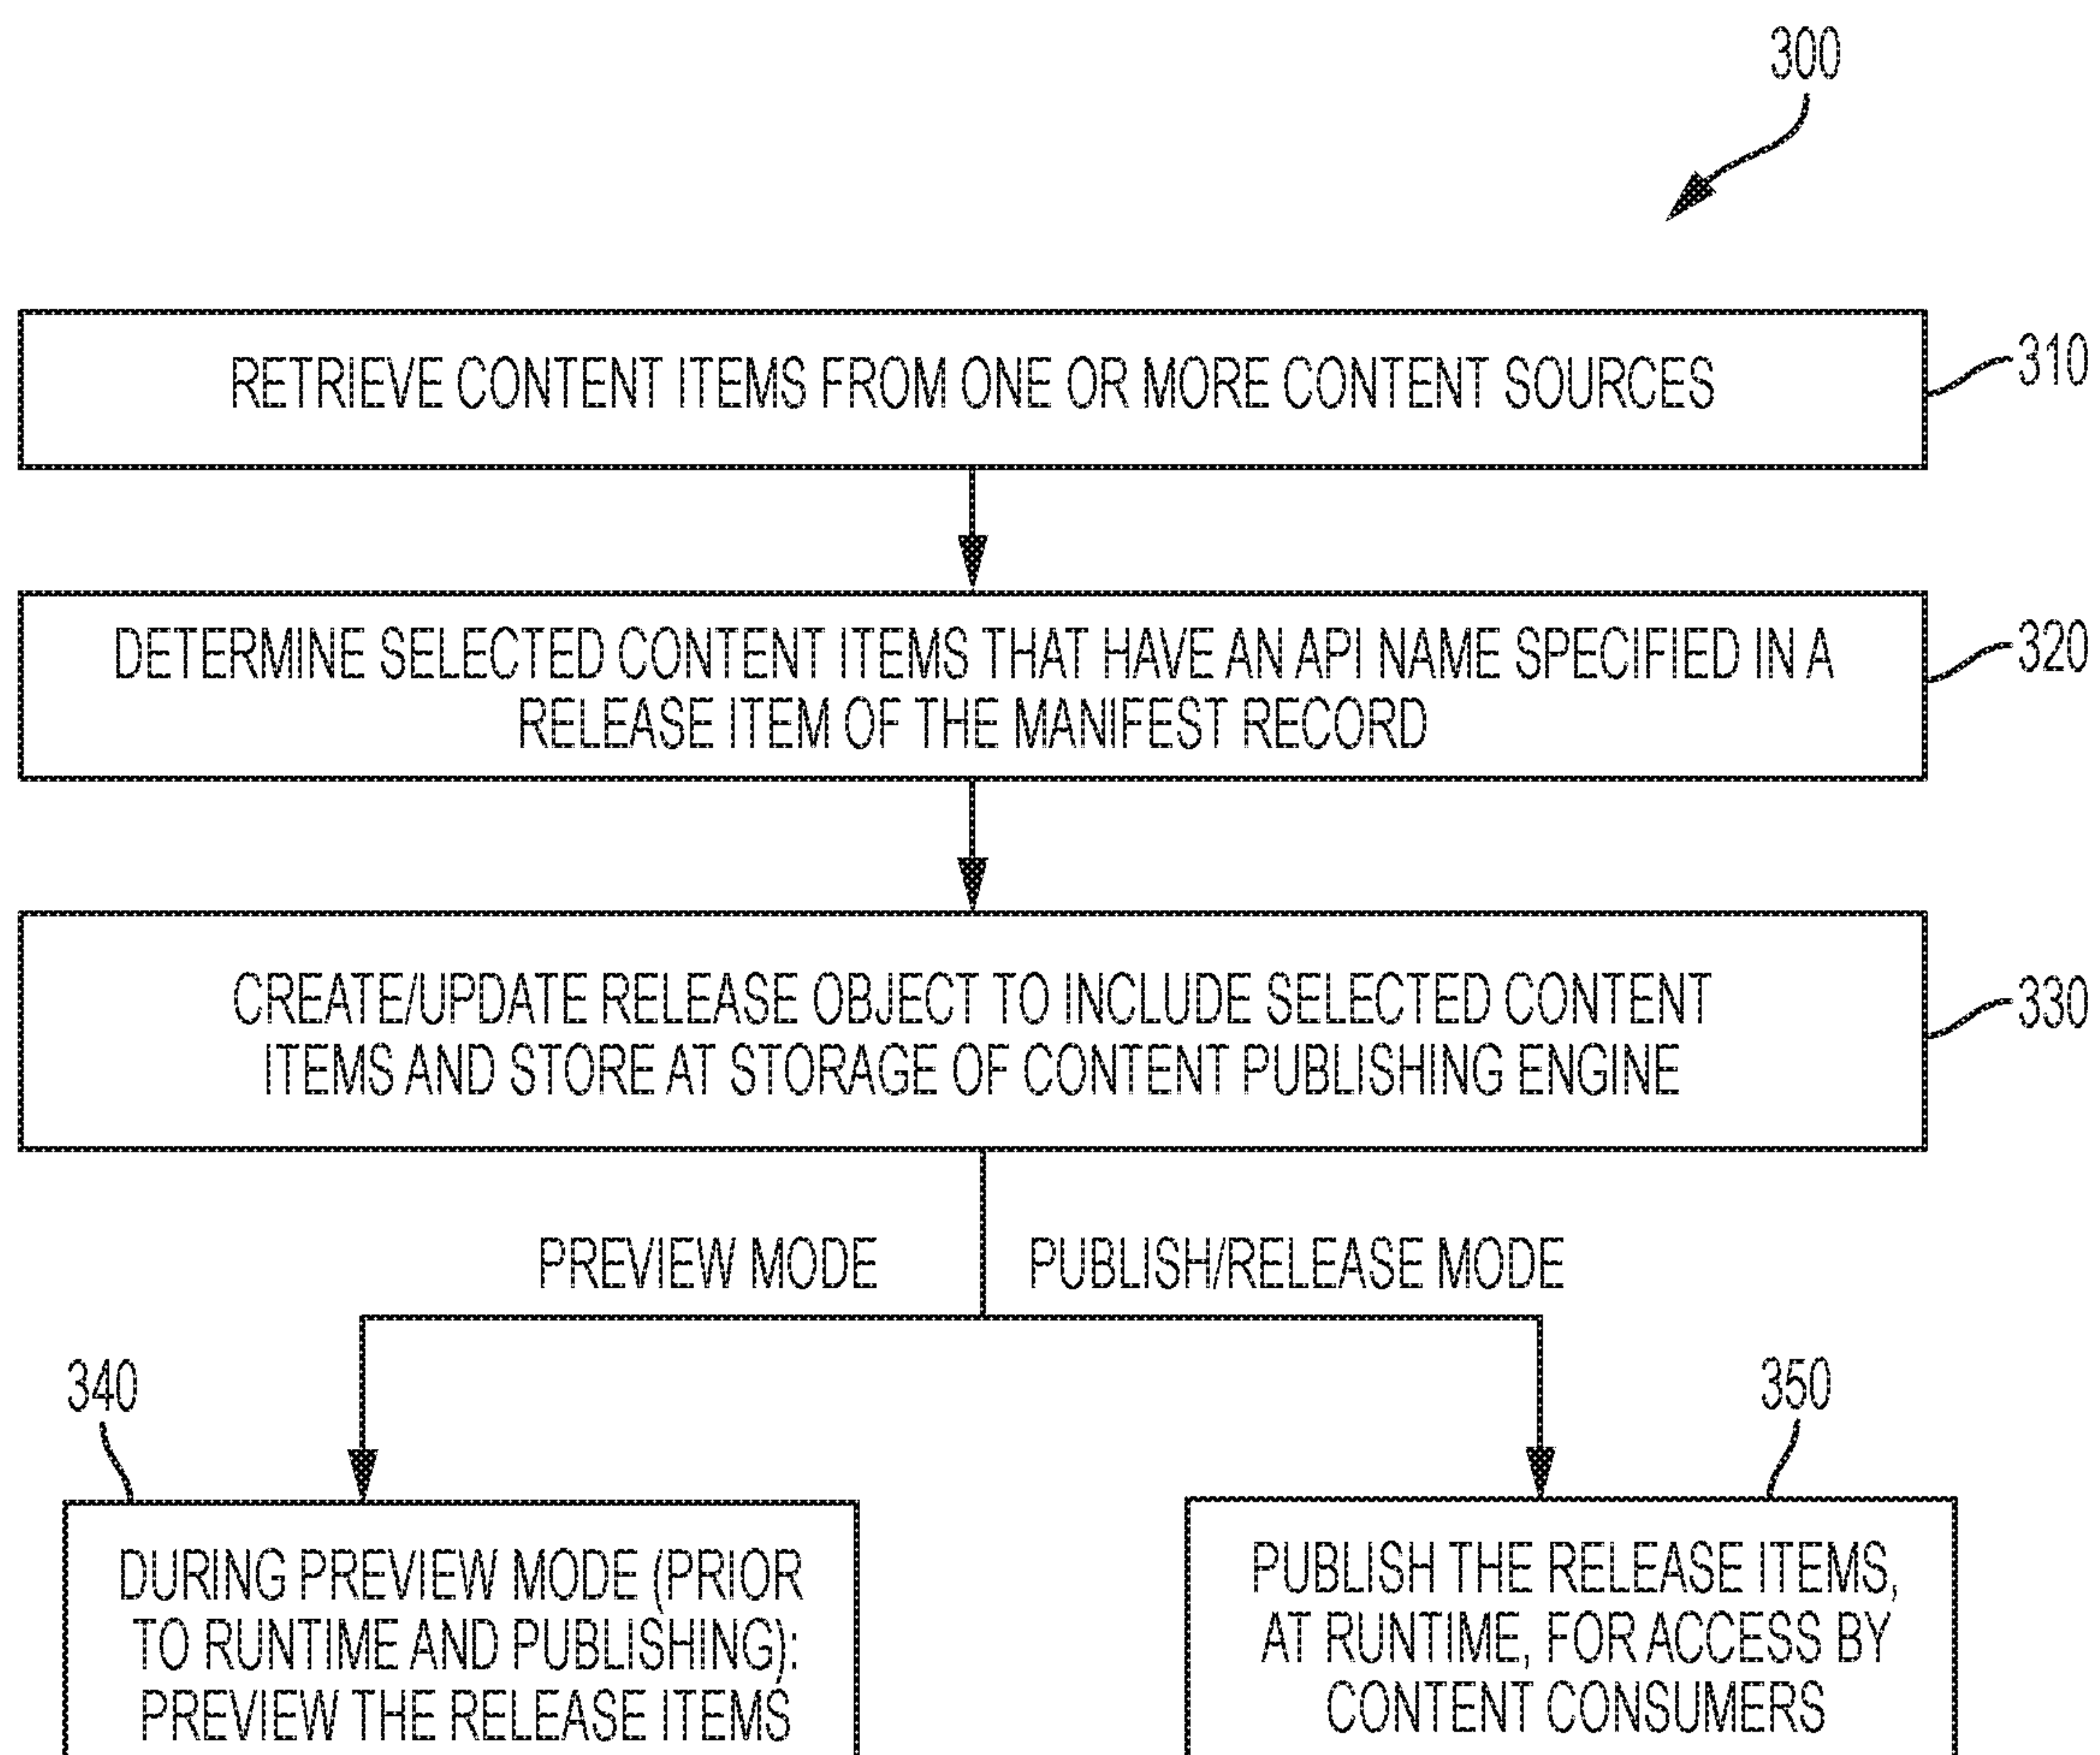 300
RETRIEVE CONTENT ITEMS FROM ONE OR MORE CONTENT SOURCES
310
DETERMINE SELECTED CONTENT ITEMS THAT HAVE AN API NAME SPECIFIED IN A
RELEASE ITEM OF THE MANIFEST RECORD
320
CREATE/UPDATE RELEASE OBJECT TO INCLUDE SELECTED CONTENT
ITEMS AND STORE AT STORAGE OF CONTENT PUBLISHING ENGINE
330
PREVIEW MODE
PUBLISH/RELEASE MODE
340
DURING PREVIEW MODE (PRIOR
TO RUNTIME AND PUBLISHING):
PREVIEW THE RELEASE ITEMS
350
PUBLISH THE RELEASE ITEMS,
AT RUNTIME, FOR ACCESS BY
CONTENT CONSUMERS